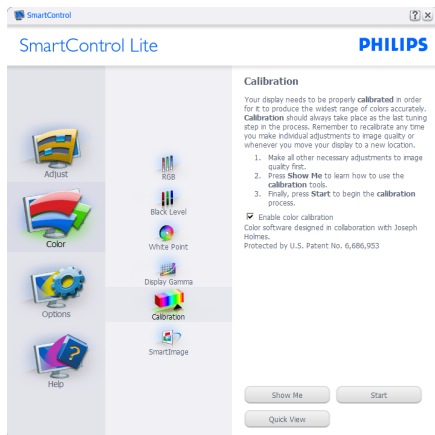 SmartControl
SmartControl Lite
PHILIPS
Adjust
Color
Options
Help
RGB
Black Level
White Point
Display Gamma
Calibration
SmartImage
Calibration
Your display needs to be properly calibrated in order
for it to produce the widest range of colors accurately.
Calibration should always take place as the last tuning
step in the process. Remember to recalibrate any time
you make individual adjustments to image quality or
whenever you move your display to a new location.
1. Make all other necessary adjustments to image
quality first.
2. Press Show Me to learn how to use the
calibration tools.
3. Finally, press Start to begin the calibration
process.
Enable color calibration
Color software designed in collaboration with Joseph
Holmes.
Protected by U.S. Patent No. 6,686,953
Show Me
Start
Quick View